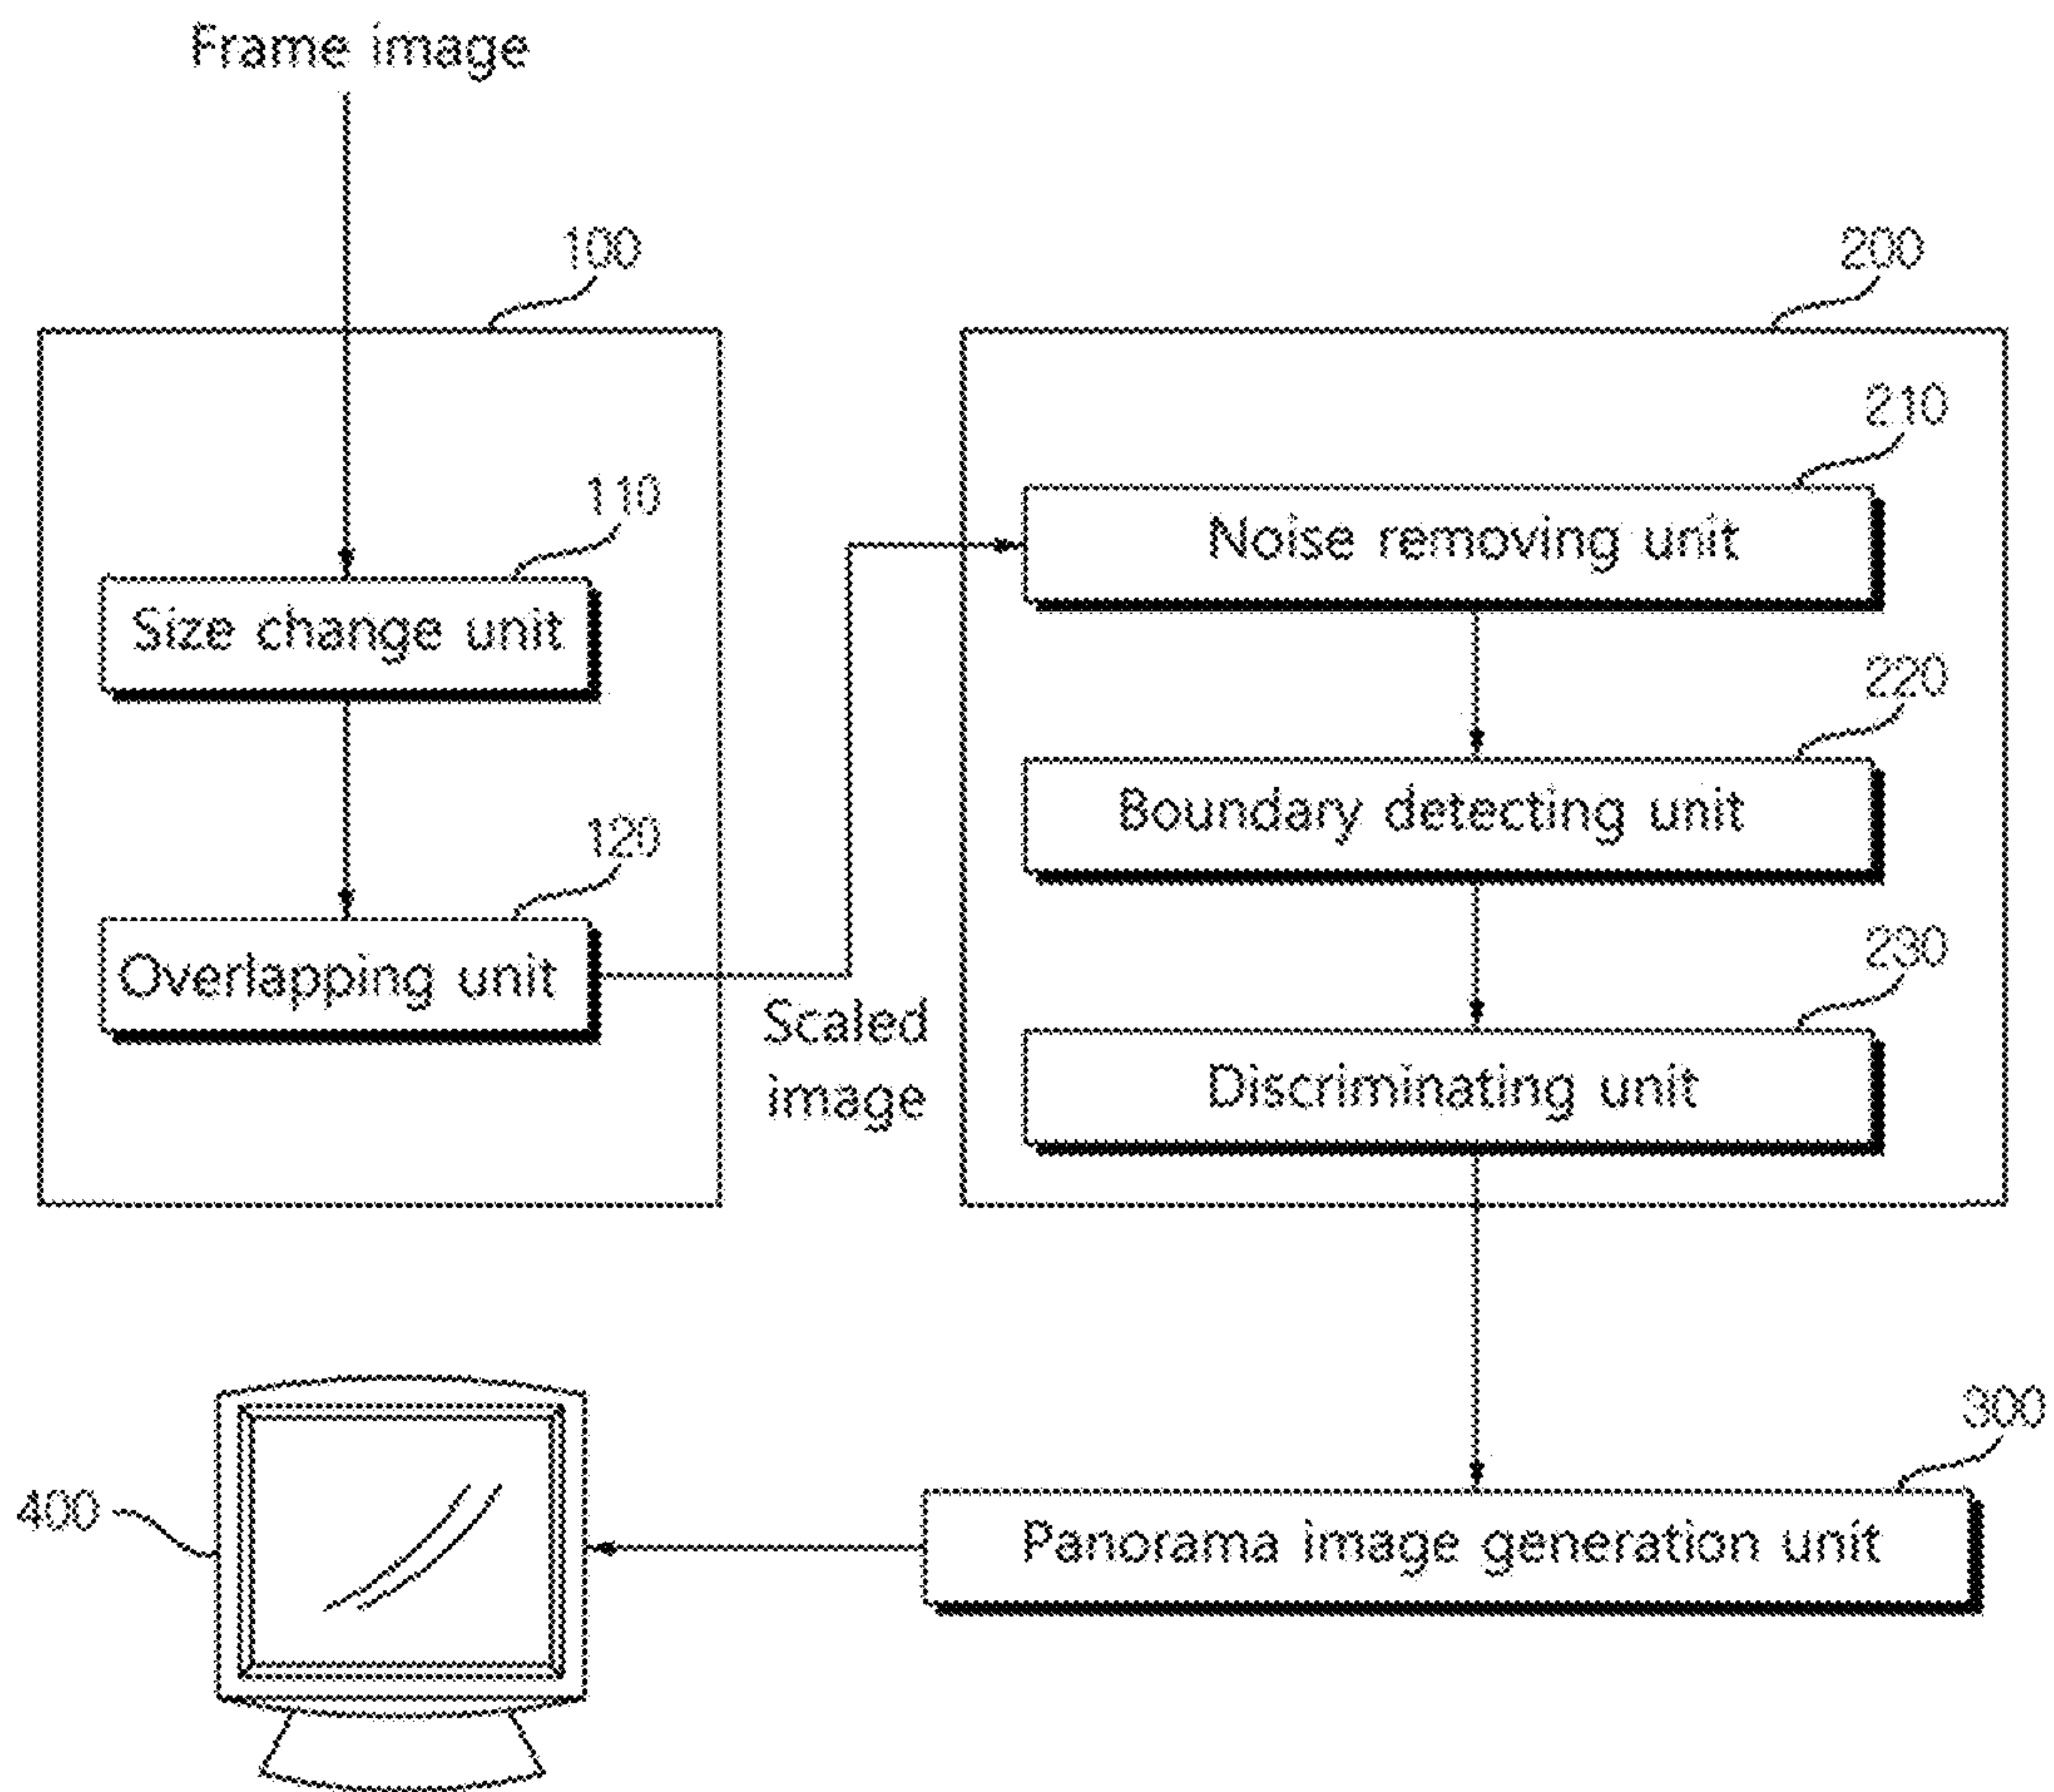 Frame image
100
200
210
110
Noise removing unit
Size change unit
220
Boundary detecting unit
120
230
Overlapping unit
Scaled
image
Discriminating unit
300
400
Panorama image generation unit